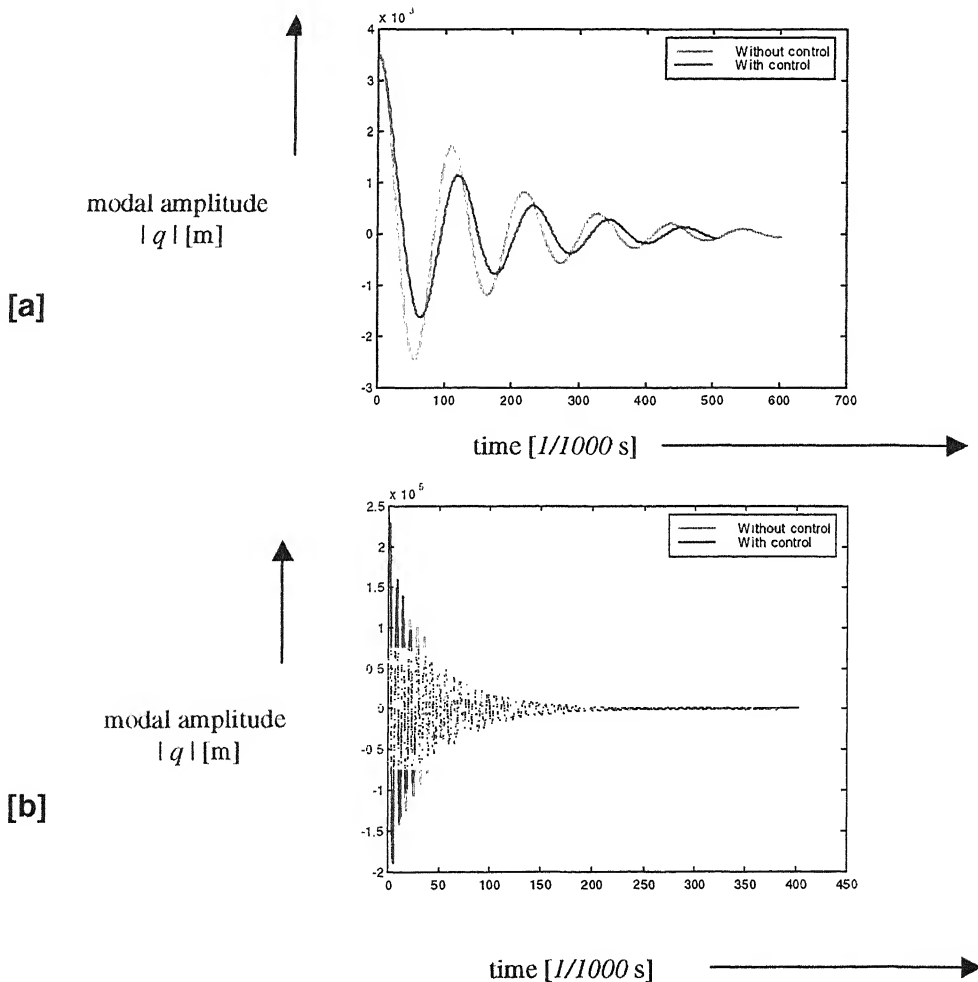 x 10 3
4
3
2
1
0
-1
-2
-3
0 100 200 300 400 500 600 700
Without control
With control
modal amplitude
| q | [m]
[a]
time [1/1000 s]
x 10 5
2.5
2
1.5
1
0 5
0
-0 5
-1
-1.5
-2
0 50 100 150 200 250 300 350 400 450
Without control
With control
modal amplitude
| q | [m]
[b]
time [1/1000 s]